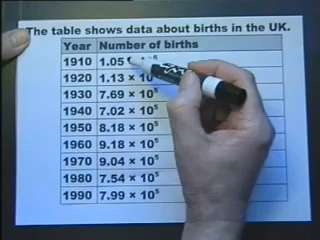 The table shows data about births in the UK.
Year Number of births
1910 1.05
1920 1.13 × 10
1930 7.69 × 10⁵
1940 7.02 × 10⁵
1950 8.18 × 10⁵
1960 9.18 × 10⁵
1970 9.04 × 10⁵
1980 7.54 × 10⁵
1990 7.99 × 10⁵